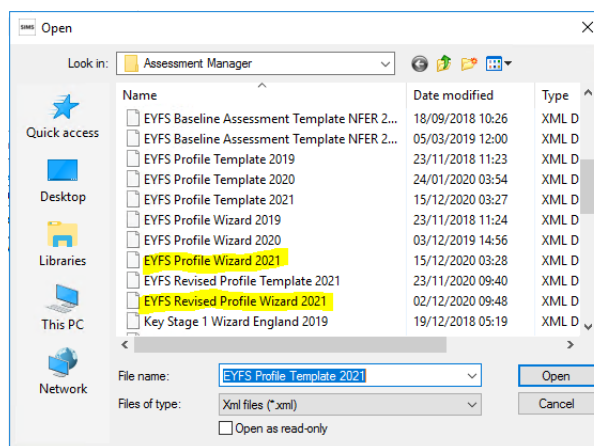 SIMS Open
Look in: Assessment Manager
Name Date modified Type
EYFS Baseline Assessment Template NFER 2... 18/09/2018 10:26 XML D
EYFS Baseline Assessment Template NFER 2... 05/03/2019 12:00 XML D
EYFS Profile Template 2019 23/11/2018 11:23 XML D
EYFS Profile Template 2020 24/01/2020 03:54 XML D
EYFS Profile Template 2021 15/12/2020 03:27 XML D
EYFS Profile Wizard 2019 23/11/2018 11:24 XML D
EYFS Profile Wizard 2020 03/12/2019 14:56 XML D
EYFS Profile Wizard 2021 15/12/2020 03:28 XML D
EYFS Revised Profile Template 2021 23/11/2020 09:40 XML D
EYFS Revised Profile Wizard 2021 02/12/2020 09:48 XML D
Key Stage 1 Wizard England 2019 19/12/2018 05:19 XML D
Quick access
Desktop
Libraries
This PC
Network
File name: EYFS Profile Template 2021 Open
Files of type: Xml files (*.xml) Cancel
Open as read-only